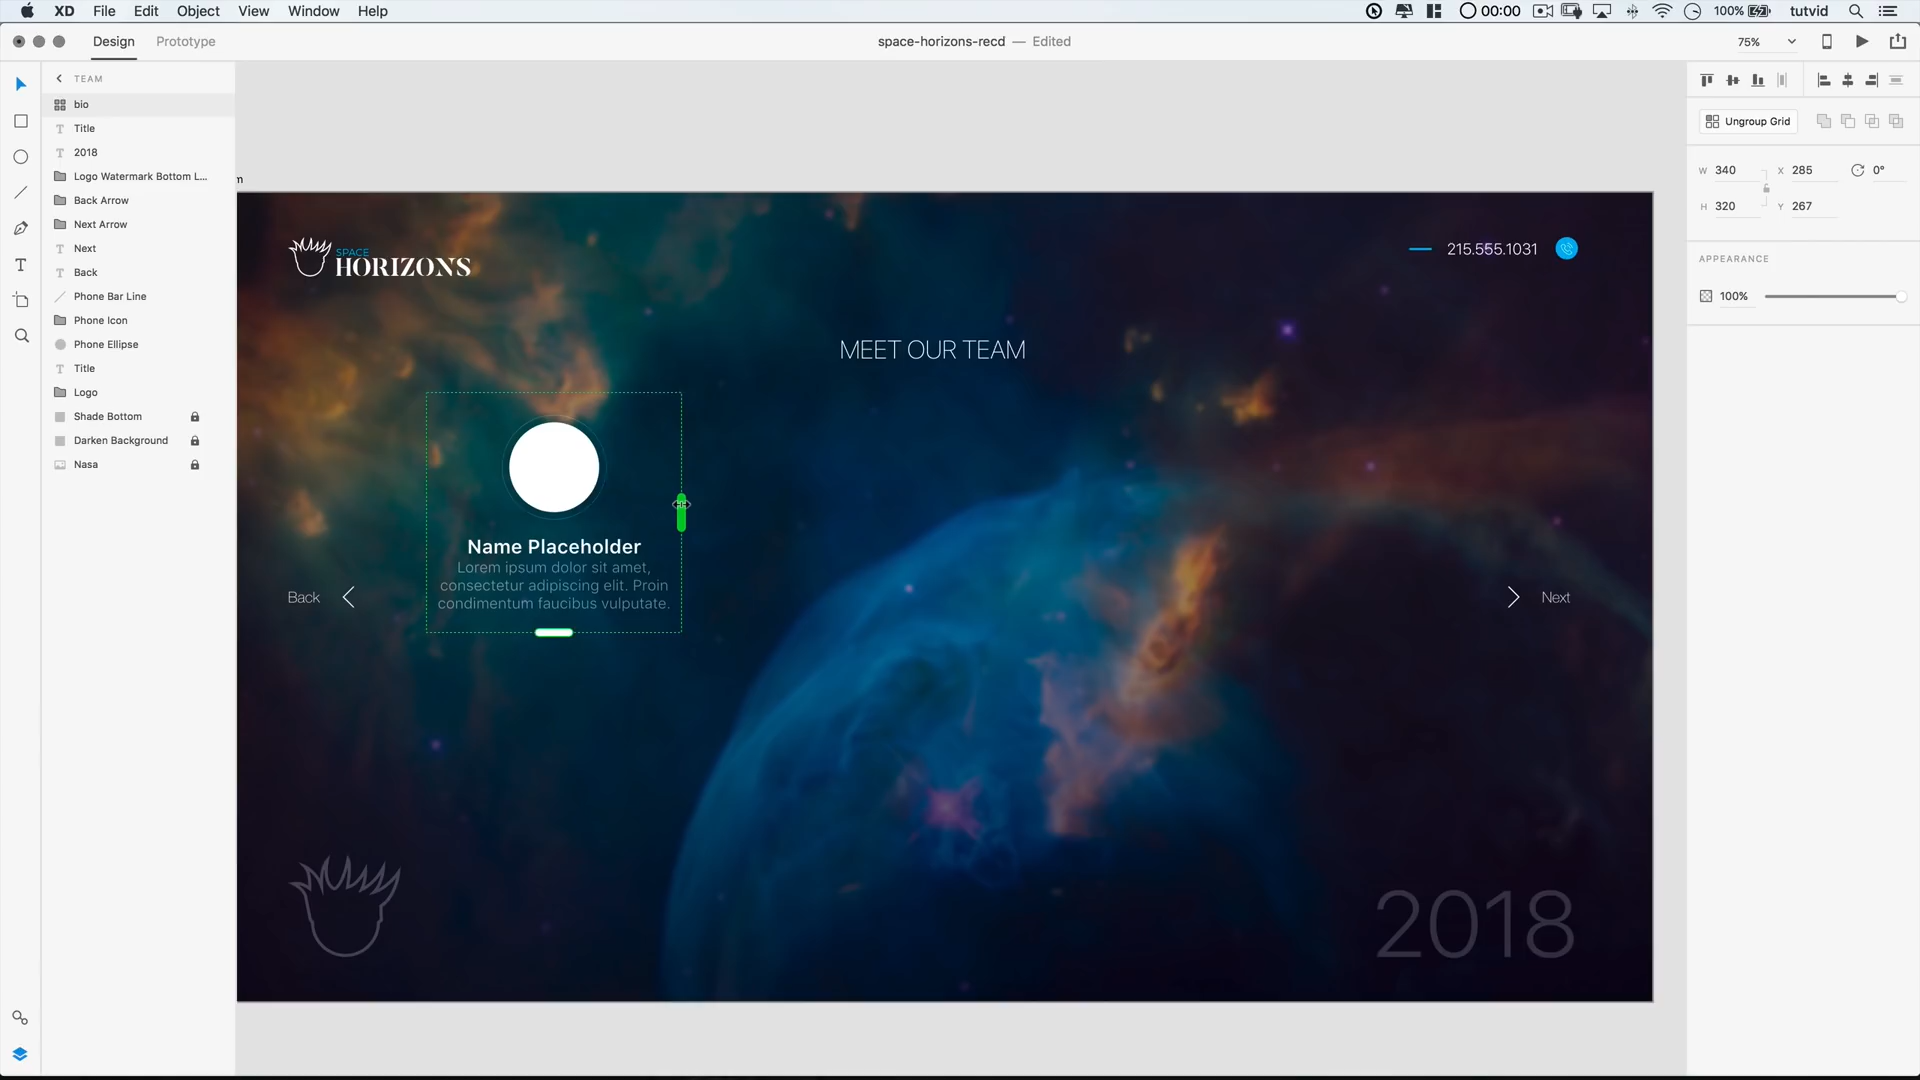 XD File Edit Object View Window Help
00:00
100%
tutvid
Design Prototype
space-horizons-recd — Edited
75%
TEAM
bio
Title
2018
Logo Watermark Bottom L...
Back Arrow
Next Arrow
Next
Back
Phone Bar Line
Phone Icon
Phone Ellipse
Title
Logo
Shade Bottom
Darken Background
Nasa
m
SPACE
HORIZONS
215.555.1031
MEET OUR TEAM
Name Placeholder
Lorem ipsum dolor sit amet,
consectetur adipiscing elit. Proin
condimentum faucibus vulputate.
Back
Next
2018
Ungroup Grid
W 340 X 285 0°
H 320 Y 267
APPEARANCE
100%